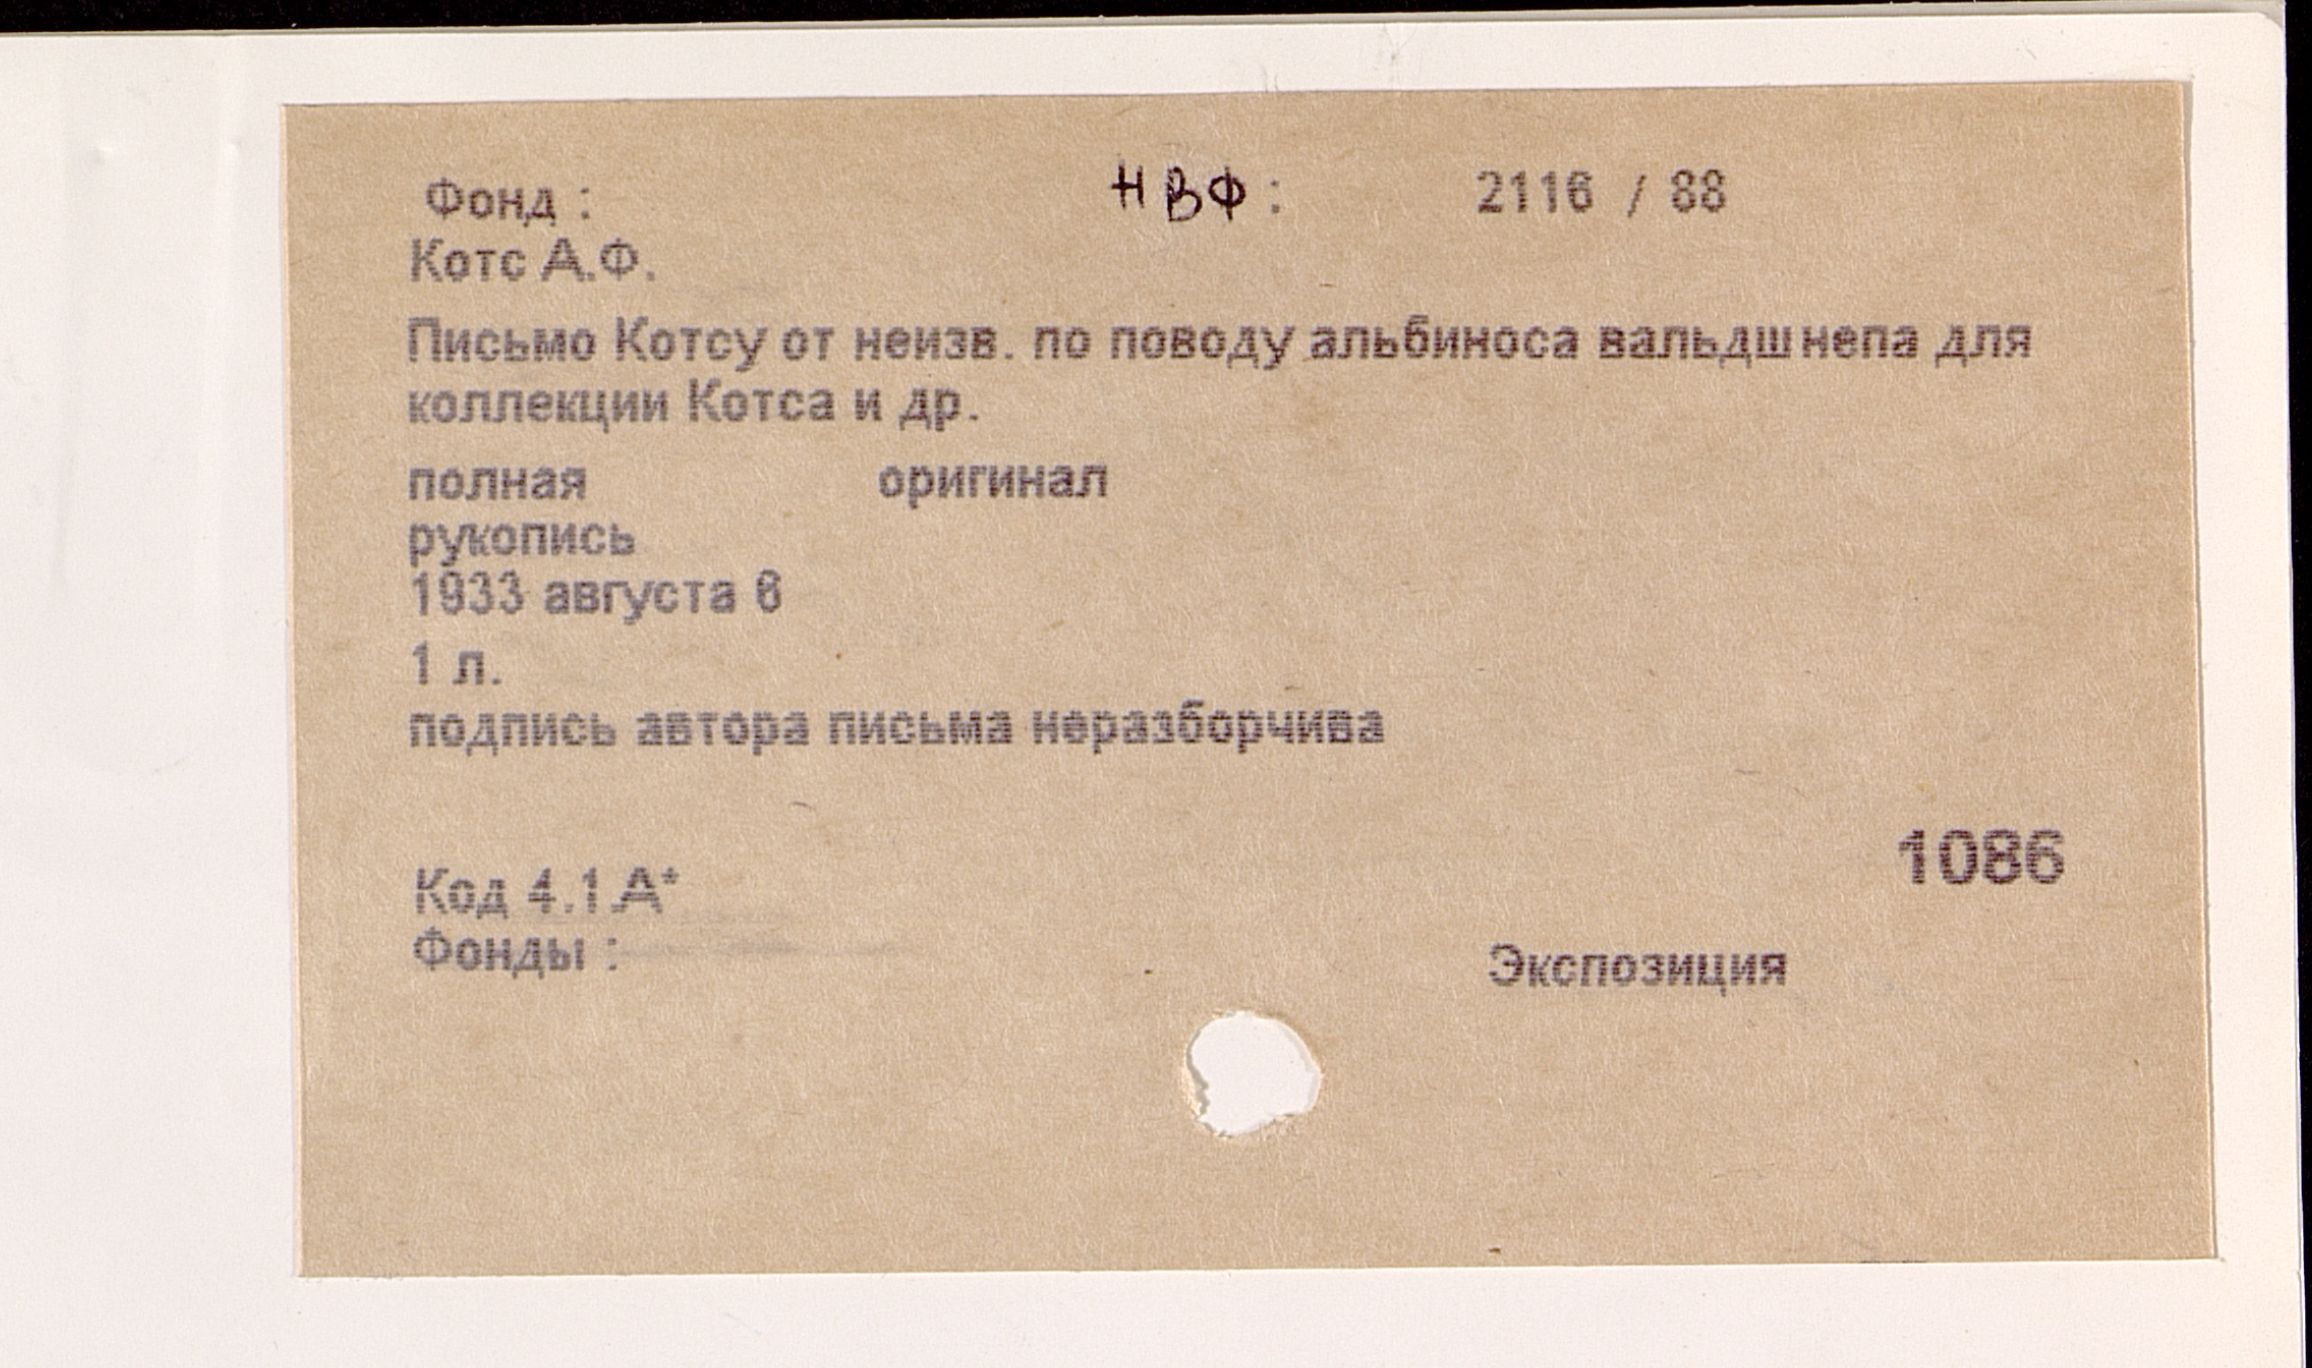 Фонд : НВФ : 2116 / 88
Котс А.Ф.
Письмо Котсу от неизв. по поводу альбиноса вальдшнепа для
коллекции Котса и др.
полная оригинал
рукопись
1933 августа 6
1 л.
подпись автора письма неразборчива
1086
Код 4.1.А*
Фонды : Экспозиция